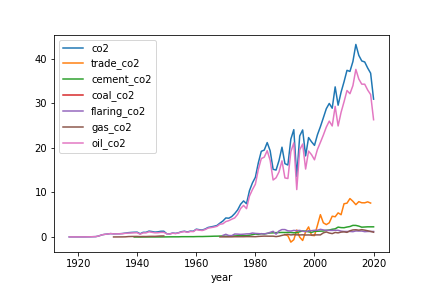 co2
trade_co2
cement_co2
coal_co2
flaring_co2
gas_co2
oil_co2
40
30
20
10
0
1920 1940 1960 1980 2000 2020
year